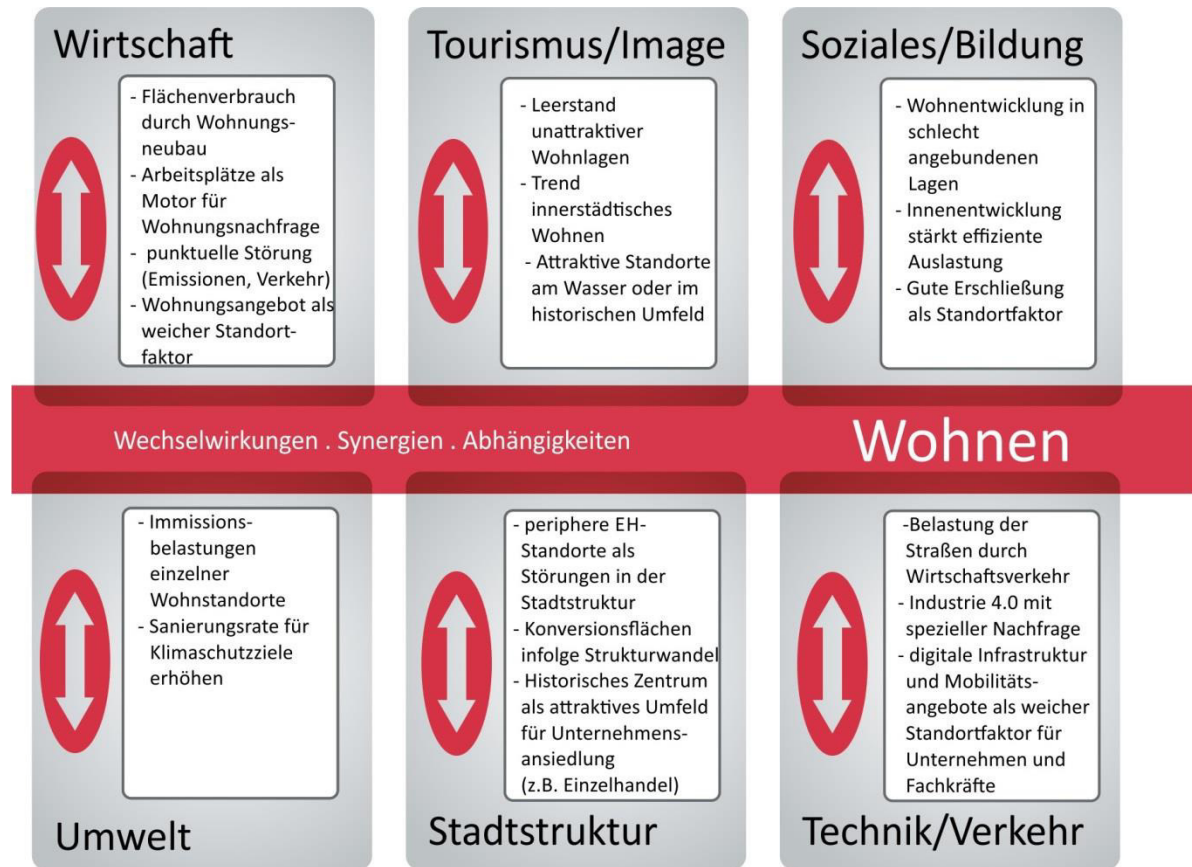 Wirtschaft
- Flächenverbrauch
durch Wohnungs-
neubau
- Arbeitsplätze als
Motor für
Wohnungsnachfrage
- punktuelle Störung
(Emissionen, Verkehr)
- Wohnungsangebot als
weicher Standort-
faktor
Tourismus/Image
- Leerstand
unattraktiver
Wohnlagen
- Trend
innerstädtisches
Wohnen
- Attraktive Standorte
am Wasser oder im
historischen Umfeld
Soziales/Bildung
- Wohnentwicklung in
schlecht
angebundenen
Lagen
- Innenentwicklung
stärkt effiziente
Auslastung
- Gute Erschließung
als Standortfaktor
Wechselwirkungen . Synergien . Abhängigkeiten
Wohnen
- Immissions-
belastungen
einzelner
Wohnstandorte
- Sanierungsrate für
Klimaschutzziele
erhöhen
Umwelt
- periphere EH-
Standorte als
Störungen in der
Stadtstruktur
- Konversionsflächen
infolge Strukturwandel
- Historisches Zentrum
als attraktives Umfeld
für Unternehmens-
ansiedlung
(z.B. Einzelhandel)
Stadtstruktur
-Belastung der
Straßen durch
Wirtschaftsverkehr
- Industrie 4.0 mit
spezieller Nachfrage
- digitale Infrastruktur
und Mobilitäts-
angebote als weicher
Standortfaktor für
Unternehmen und
Fachkräfte
Technik/Verkehr